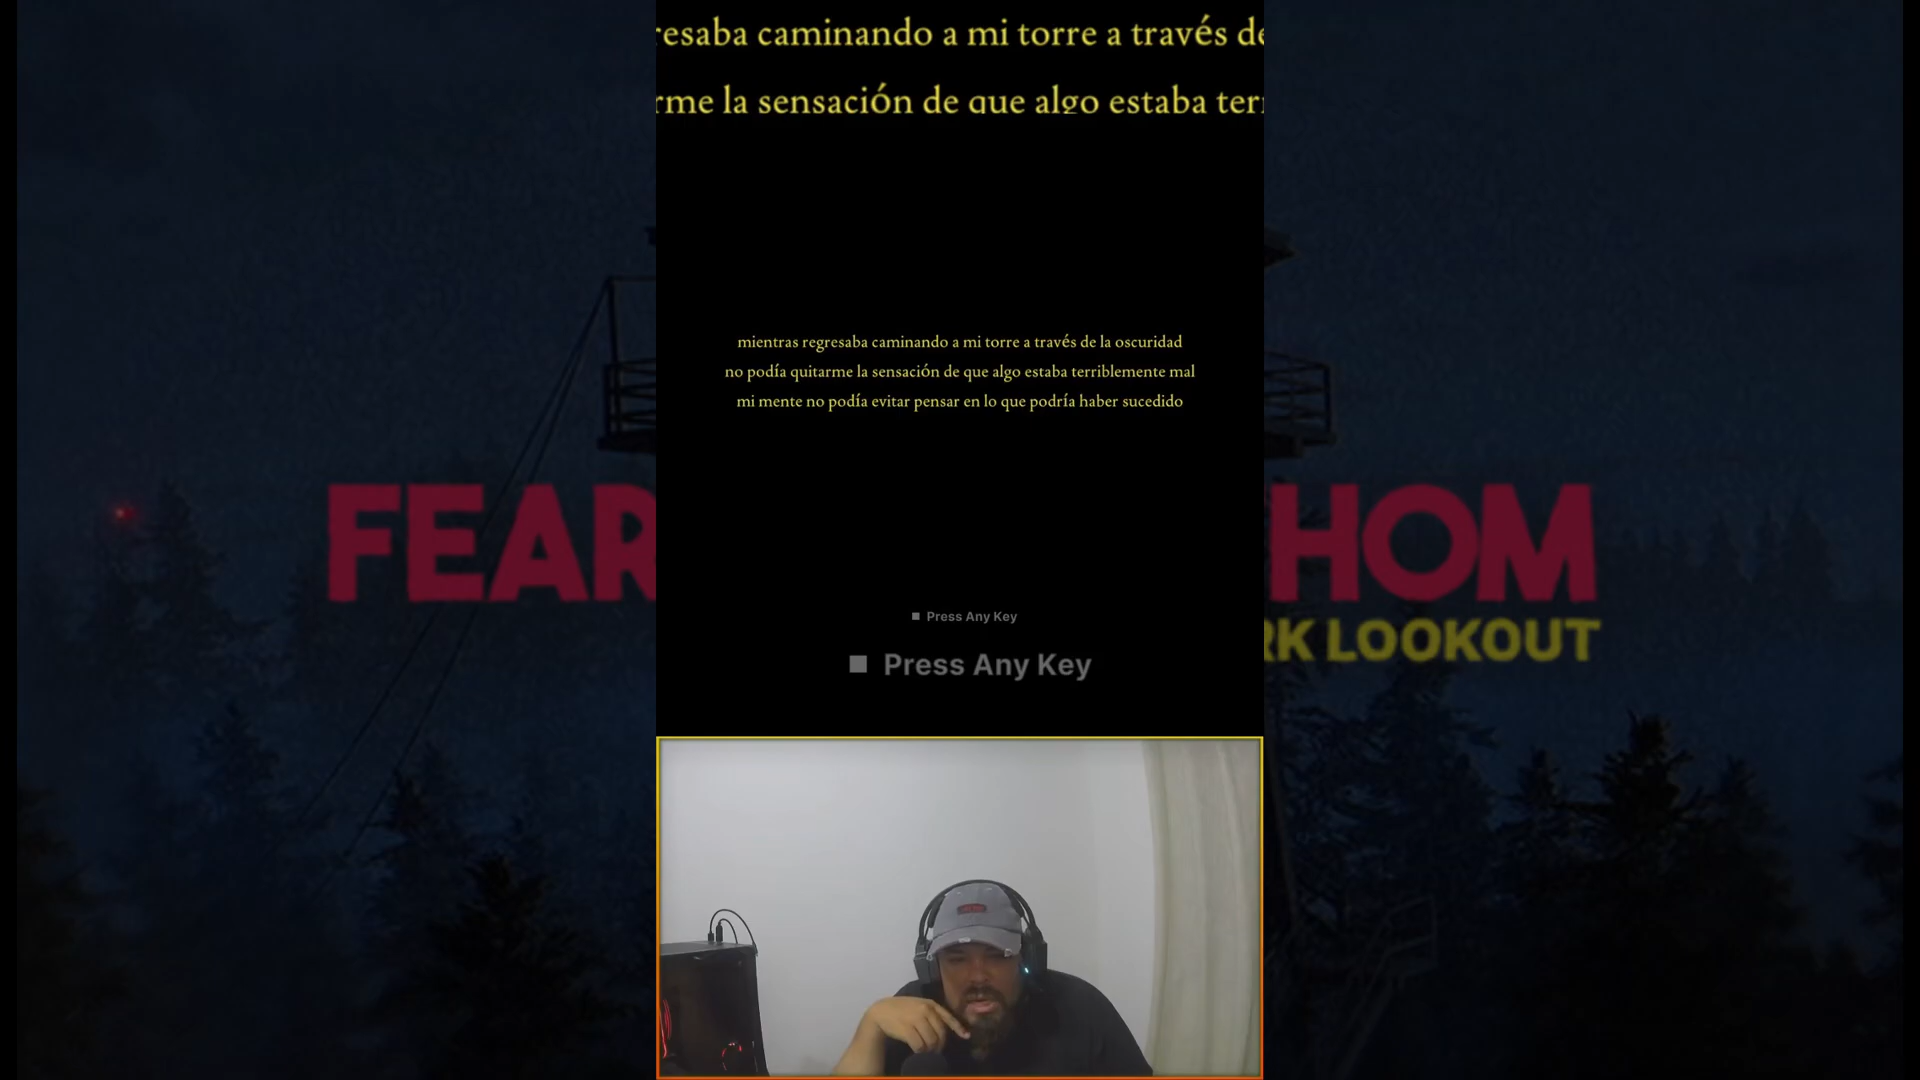 resaba caminando a mi torre a través de
rme la sensación de que algo estaba terr
mientras regresaba caminando a mi torre a través de la oscuridad
no podía quitarme la sensación de que algo estaba terriblemente mal
mi mente no podía evitar pensar en lo que podría haber sucedido
FEAR HOM
RK LOOKOUT
Press Any Key
Press Any Key